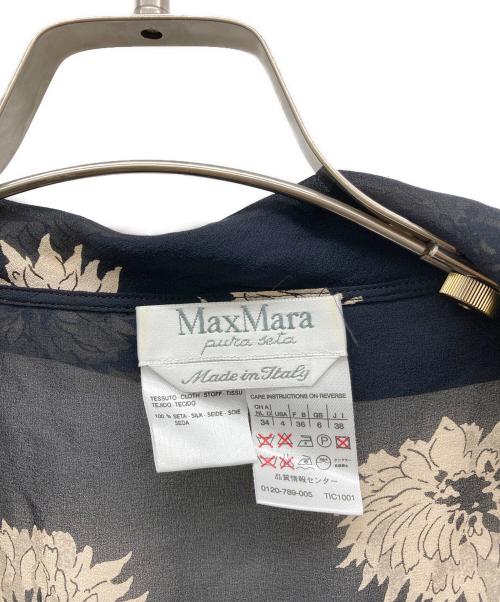 MaxMara
pura seta
Made in Italy
TESSUTO - CLOTH STOFF - TISSU
TEJIDO - TECIDO
100 % SETA - SILK - SEIDE - SOIE
SEDA
CARE INSTRUCTIONS ON REVERSE
CH A
NL D USA F B GB J I
34 4 36 6 38
品質情報センター
0120-789-005 TIC1001